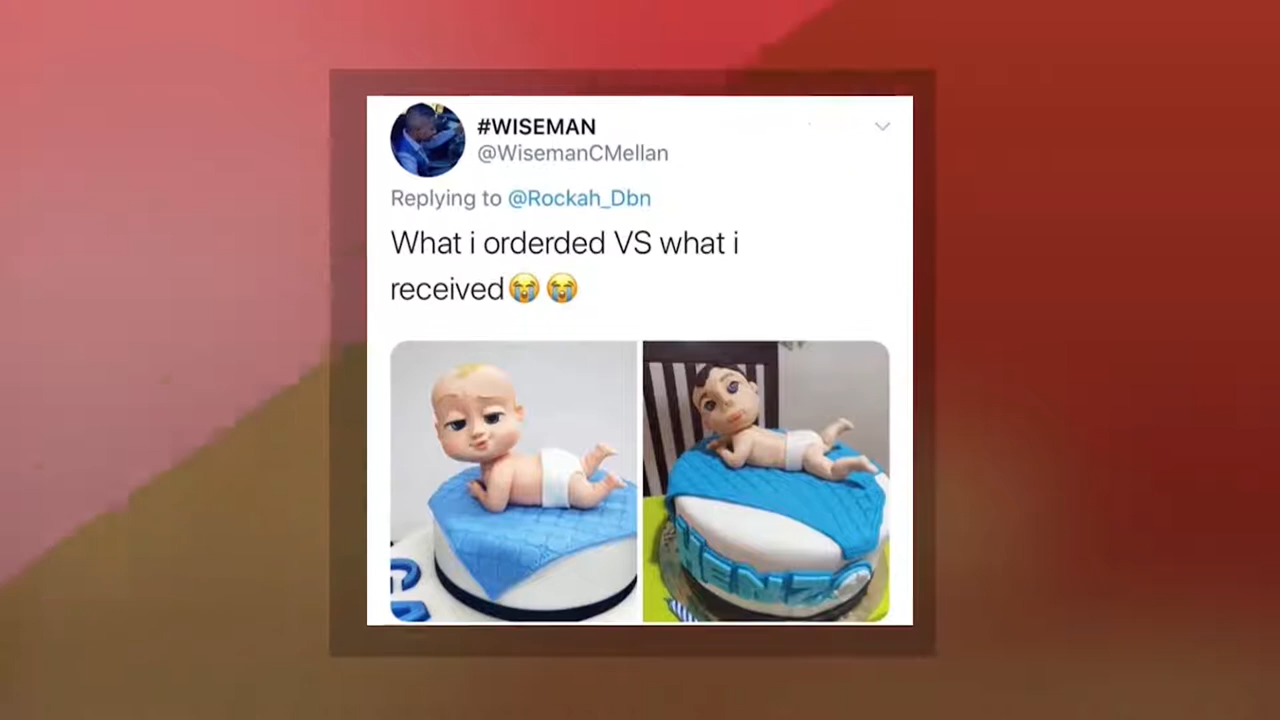 #WISEMAN
@WisemanCMellan
Replying to @Rockah_Dbn
What i orderded VS what i
received😭😭
HENZO